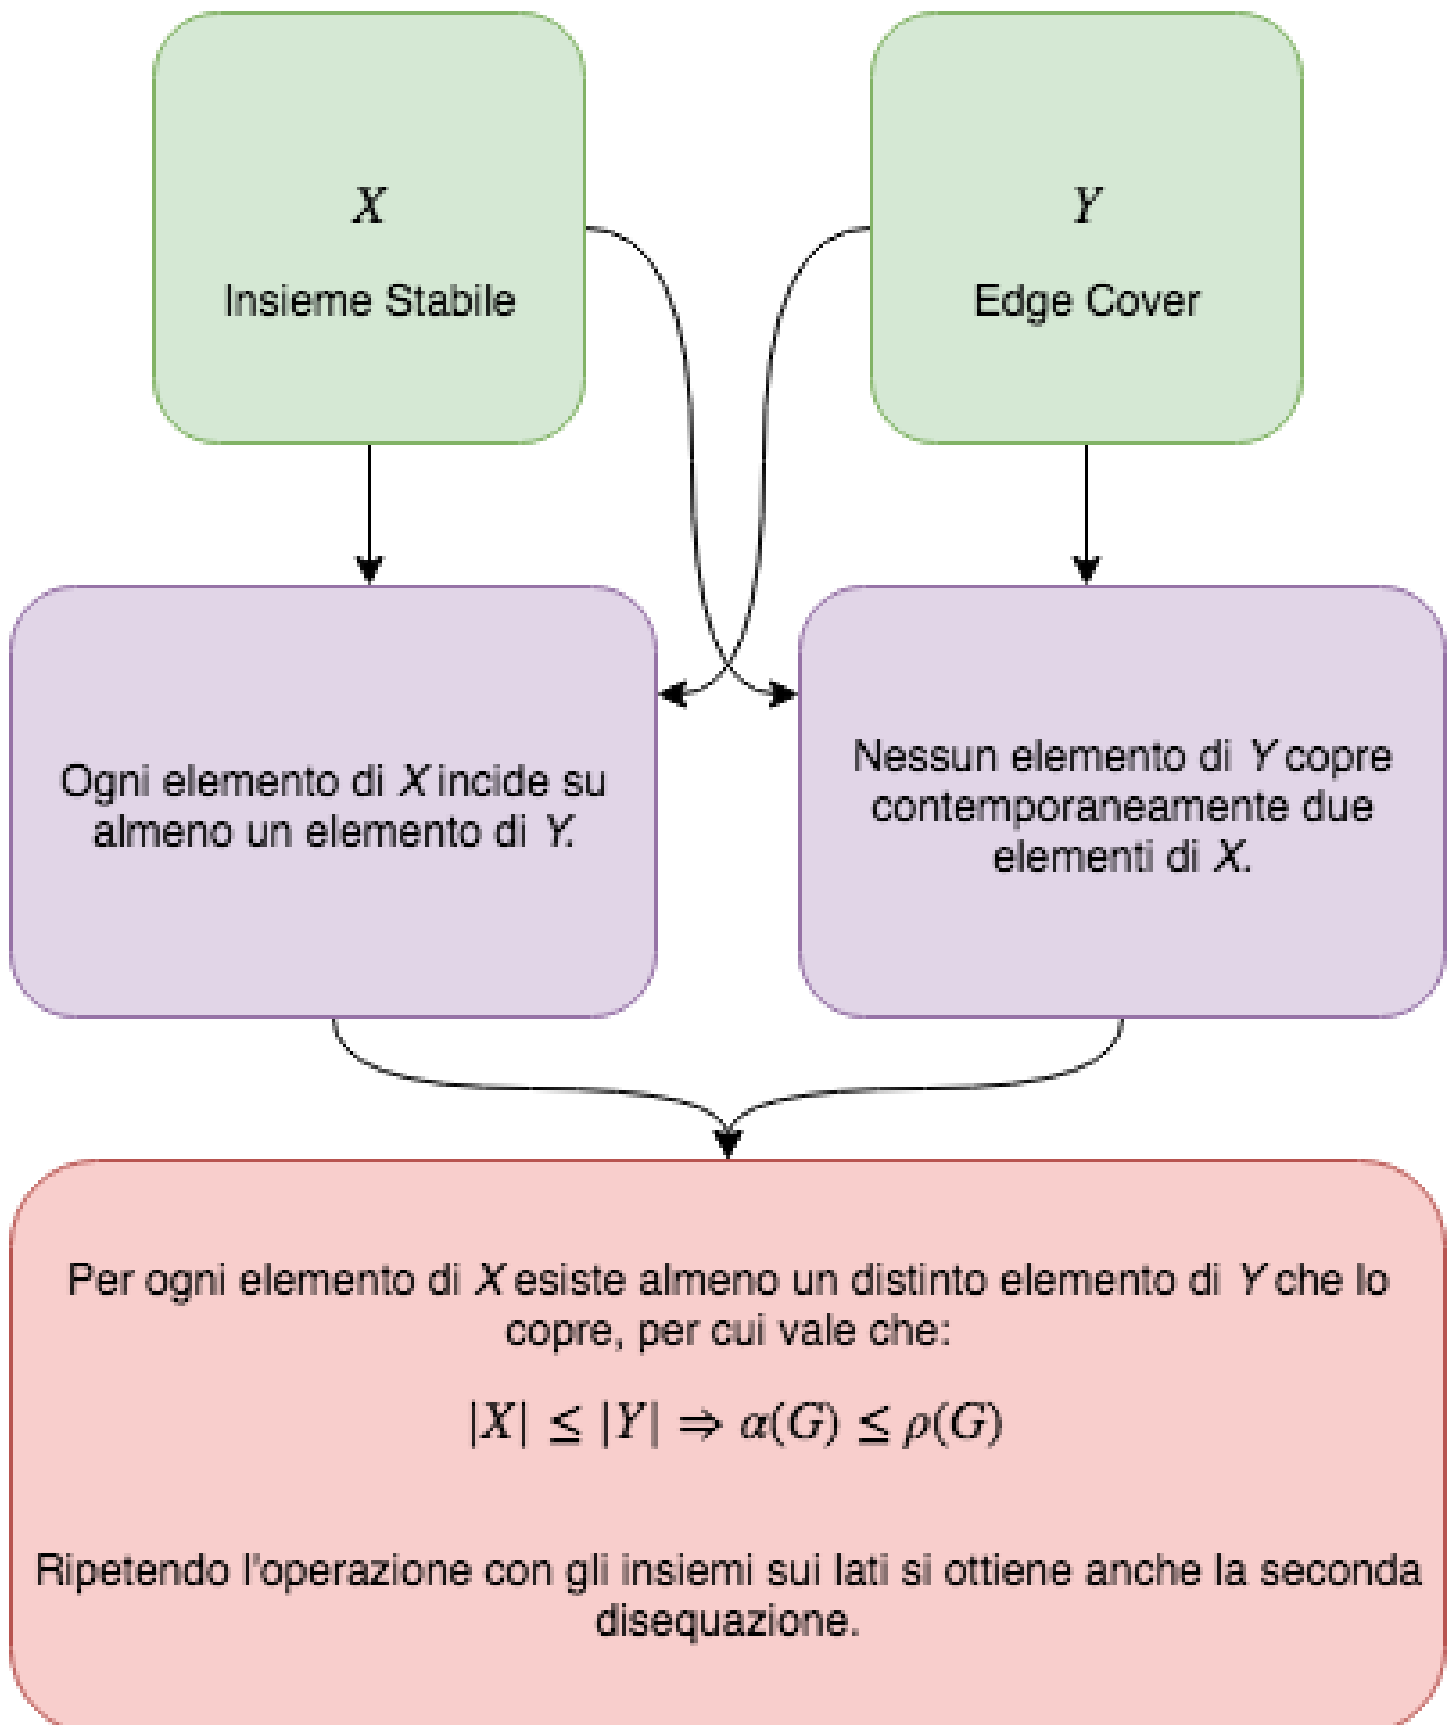 X
Insieme Stabile
Y
Edge Cover
Ogni elemento di X incide su
almeno un elemento di Y.
Nessun elemento di Y copre
contemporaneamente due
elementi di X.
Per ogni elemento di X esiste almeno un distinto elemento di Y che lo
copre, per cui vale che:
|X| ≤ |Y| ⇒ α(G) ≤ ρ(G)
Ripetendo l'operazione con gli insiemi sui lati si ottiene anche la seconda
disequazione.